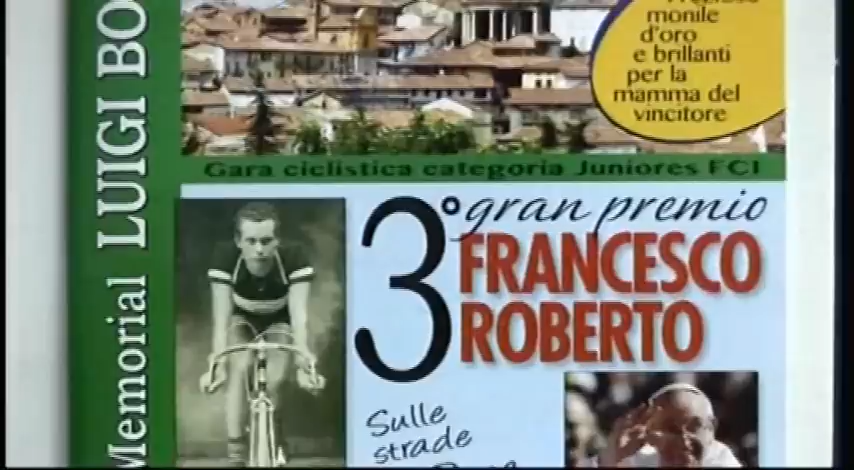 monile
d'oro
e brillanti
per la
mamma del
vincitore
Memorial LUIGI
Gara ciclistica categoria Juniores FCI
3° gran premio
FRANCESCO
ROBERTO
Sulle
strade